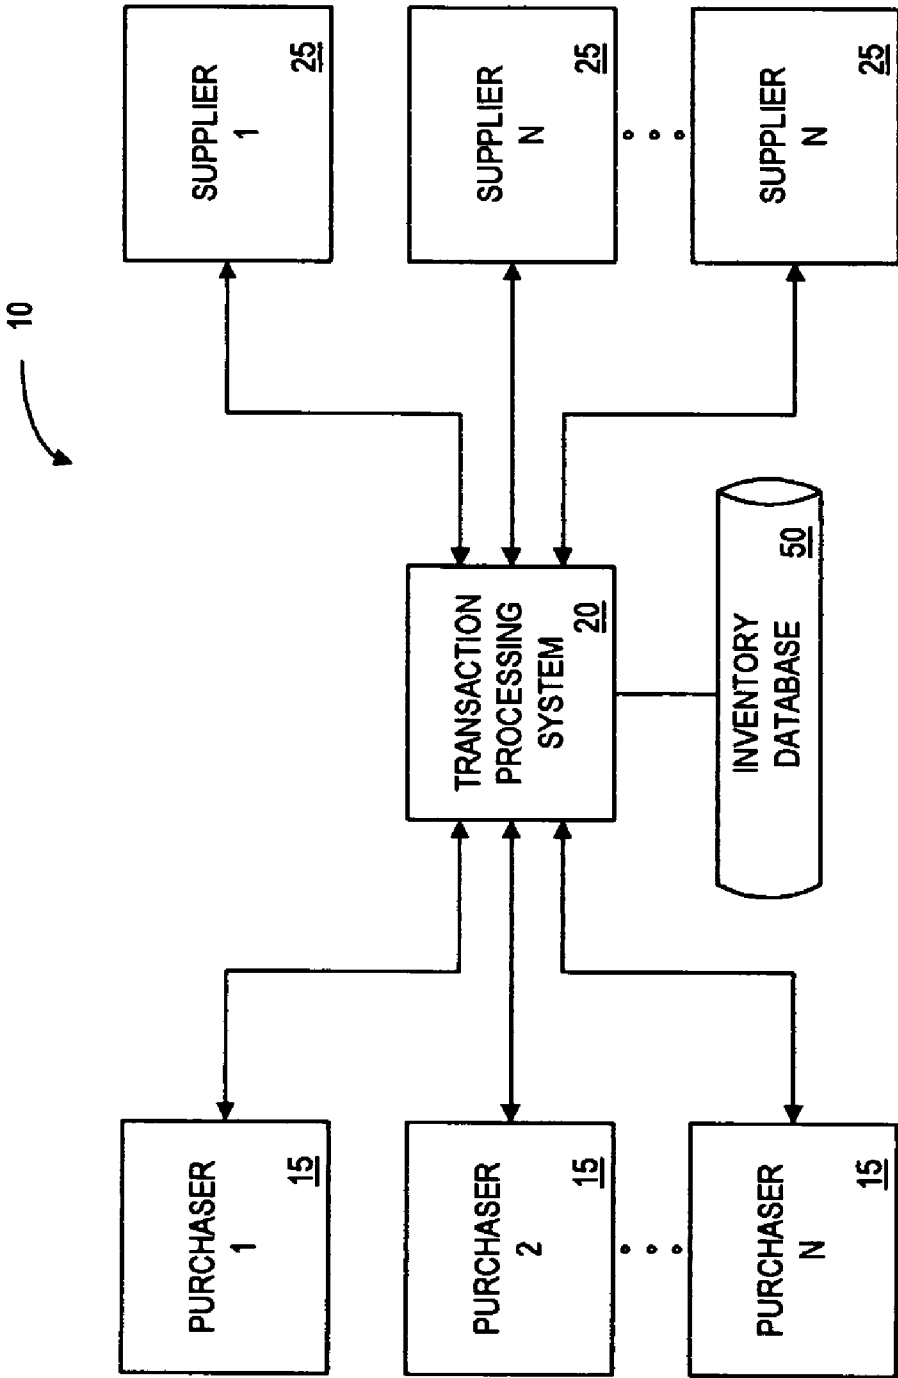 10
PURCHASER
1
15
PURCHASER
2
15
PURCHASER
N
15
TRANSACTION
PROCESSING
SYSTEM
20
INVENTORY
DATABASE
50
SUPPLIER
1
25
SUPPLIER
N
25
SUPPLIER
N
25